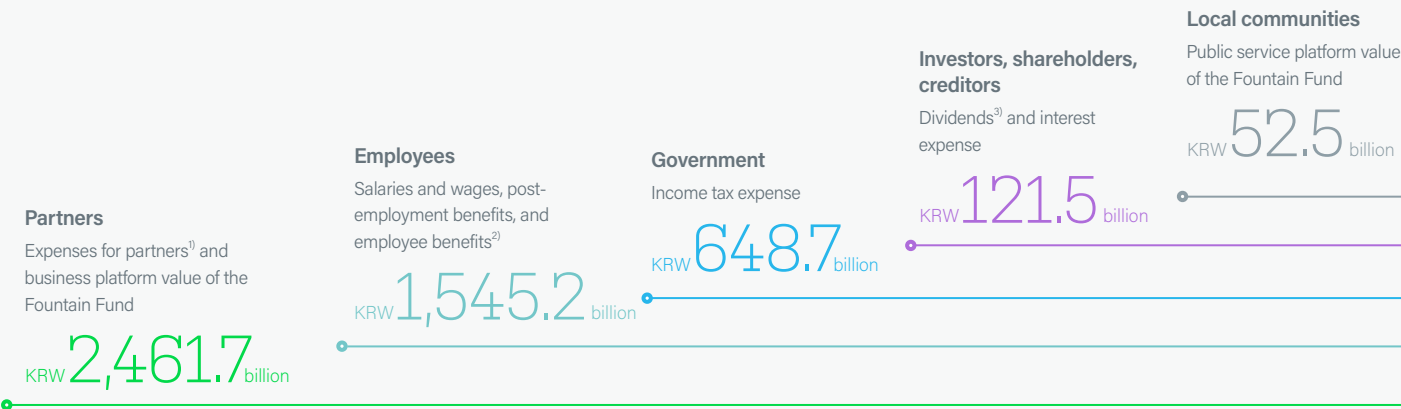 Partners
Expenses for partners1) and
business platform value of the
Fountain Fund
KRW 2,461.7 billion
Employees
Salaries and wages, post-
employment benefits, and
employee benefits2)
KRW 1,545.2 billion
Government
Income tax expense
KRW 648.7 billion
Investors, shareholders,
creditors
Dividends3) and interest
expense
KRW 121.5 billion
Local communities
Public service platform value
of the Fountain Fund
KRW 52.5 billion